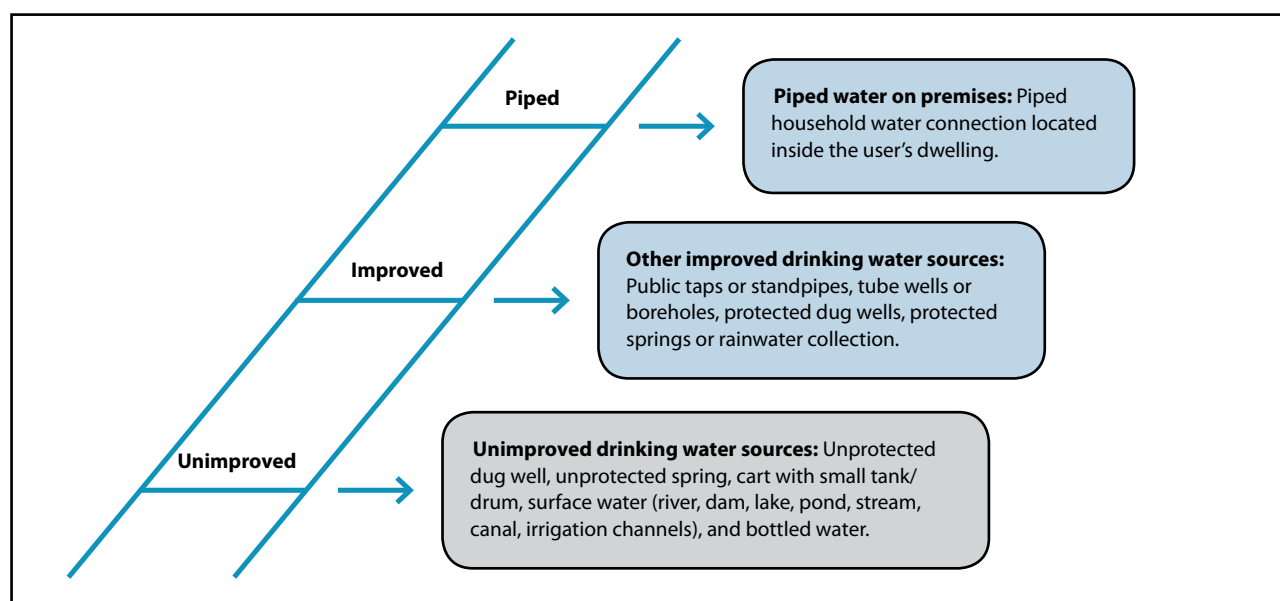 Piped
Piped water on premises: Piped
household water connection located
inside the user's dwelling.
Improved
Other improved drinking water sources:
Public taps or standpipes, tube wells or
boreholes, protected dug wells, protected
springs or rainwater collection.
Unimproved
Unimproved drinking water sources: Unprotected
dug well, unprotected spring, cart with small tank/
drum, surface water (river, dam, lake, pond, stream,
canal, irrigation channels), and bottled water.